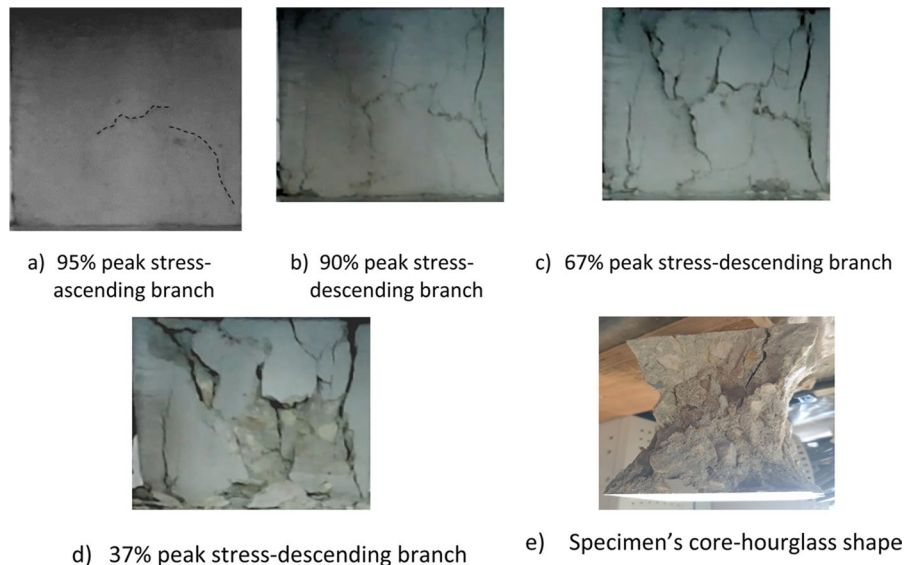 a) 95% peak stress-
ascending branch
b) 90% peak stress-
descending branch
c) 67% peak stress-descending branch
d) 37% peak stress-descending branch
e) Specimen's core-hourglass shape